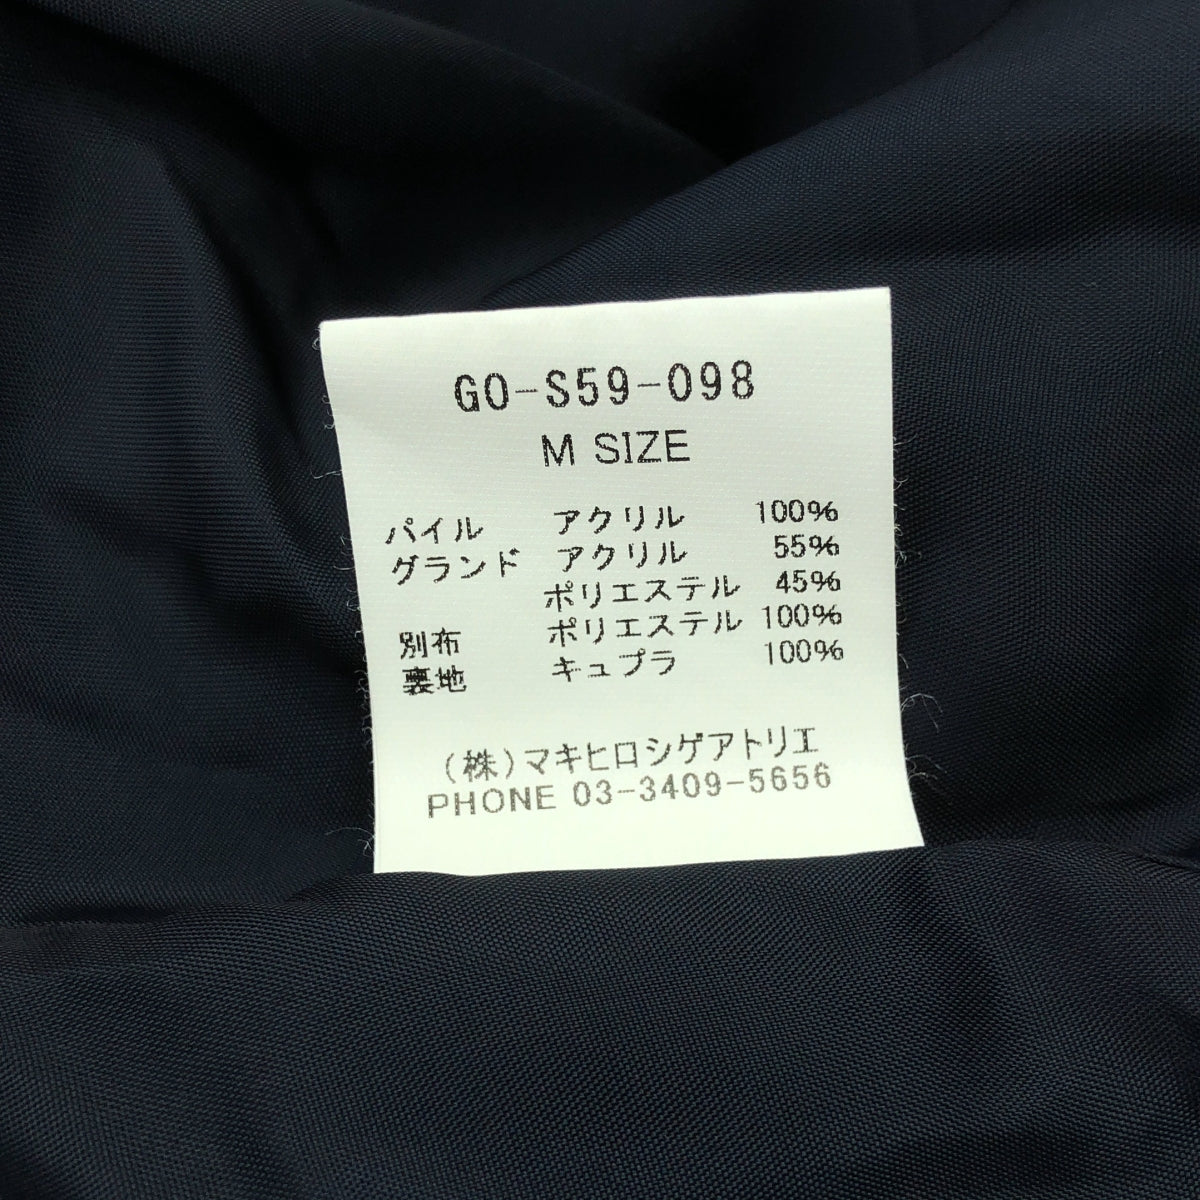 GO-S59-098
M SIZE
パイル アクリル 100%
グランド アクリル 55%
ポリエステル 45%
別布 ポリエステル 100%
裏地 キュプラ 100%
(株)マキヒロシゲアトリエ
PHONE 03-3409-5656